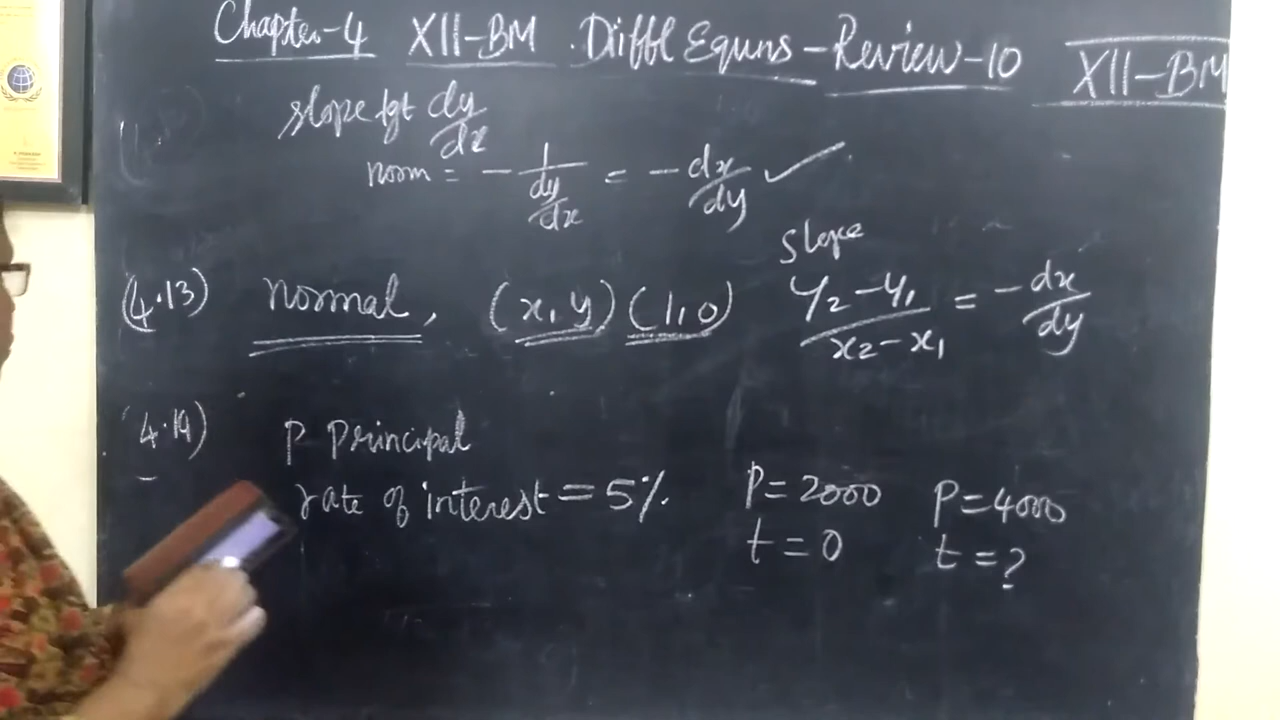 Chapter-4 XII-BM . Diffl Equns - Review-10 XII-BM
slope tgt dy/dx
norm = - 1/(dy/dx) = - dx/dy ✓
slope
(4.13) normal, (x, y) (1, 0) y₂ - y₁ / x₂ - x₁ = - dx/dy
(4.14) P Principal
rate of interest = 5% P = 2000 P = 4000
t = 0 t = ?